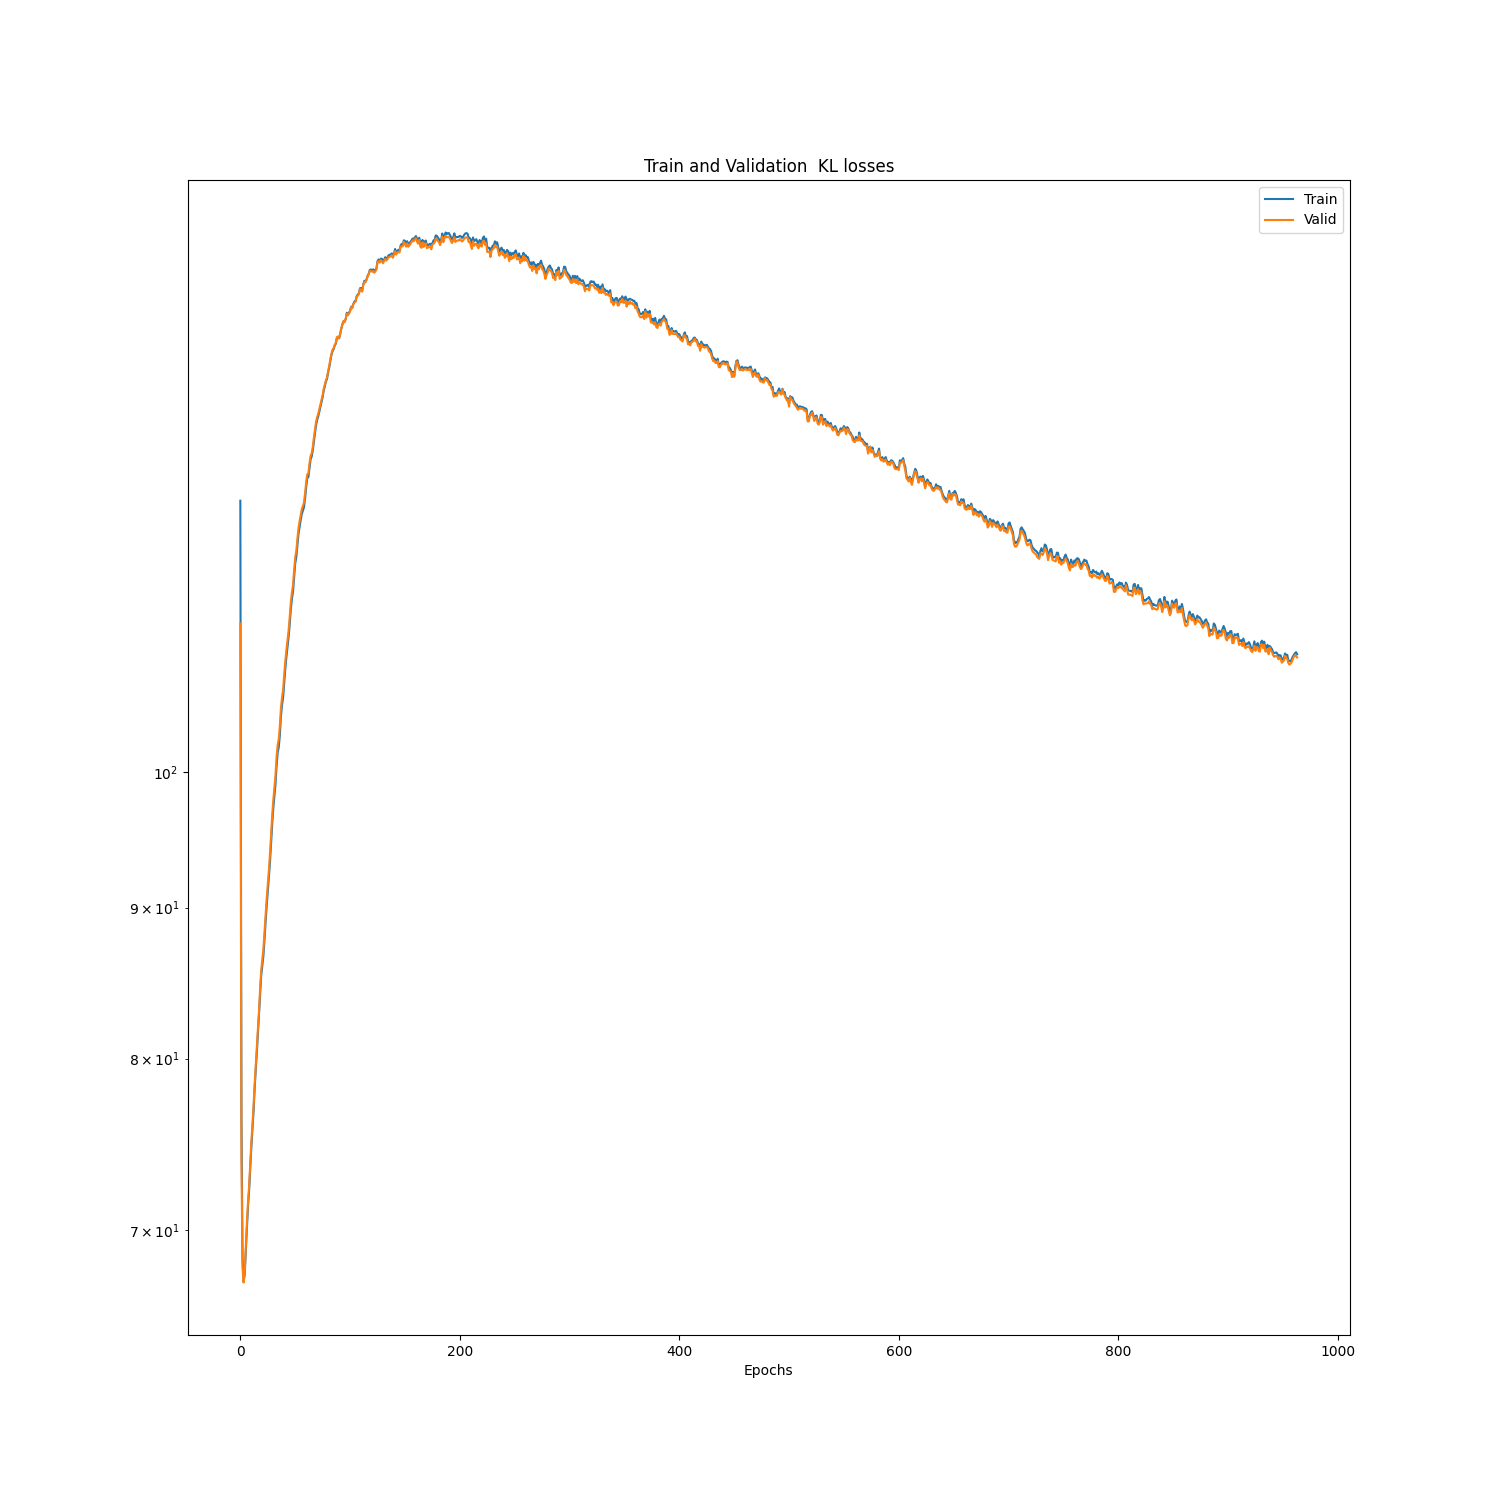 Train and Validation  KL losses
Train
Valid
10²
9 × 10¹
8 × 10¹
7 × 10¹
0 200 400 600 800 1000
Epochs